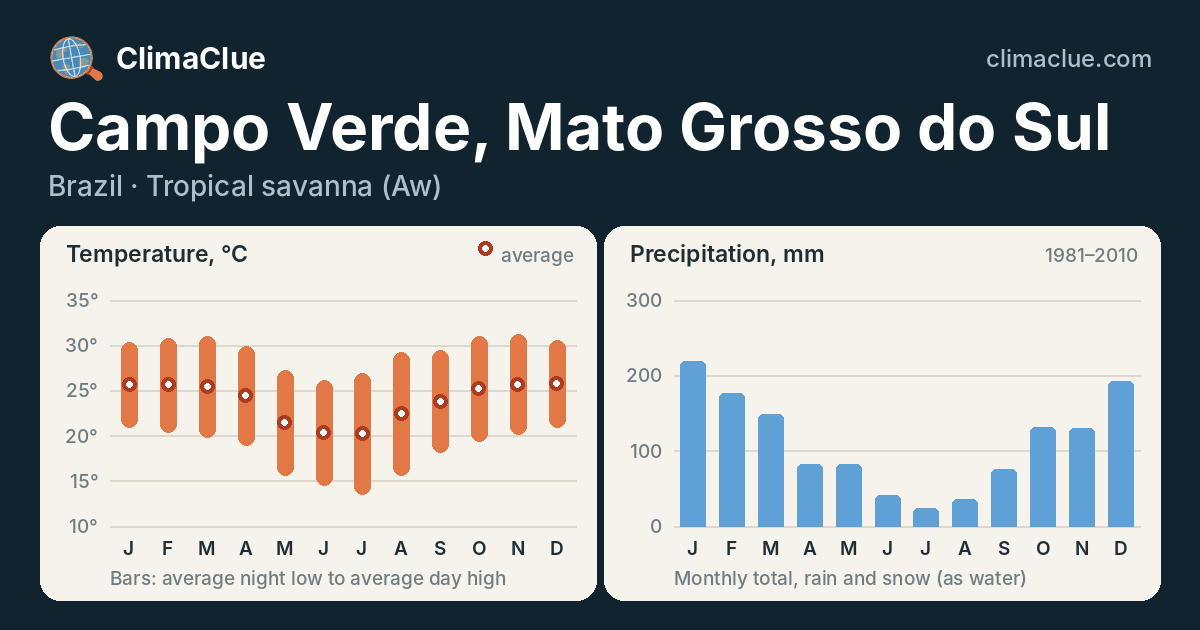 ClimaClue
climaclue.com
Campo Verde, Mato Grosso do Sul
Brazil · Tropical savanna (Aw)
Temperature, °C
average
35°
30°
25°
20°
15°
10°
J F M A M J J A S O N D
Bars: average night low to average day high
Precipitation, mm
1981–2010
300
200
100
0
J F M A M J J A S O N D
Monthly total, rain and snow (as water)